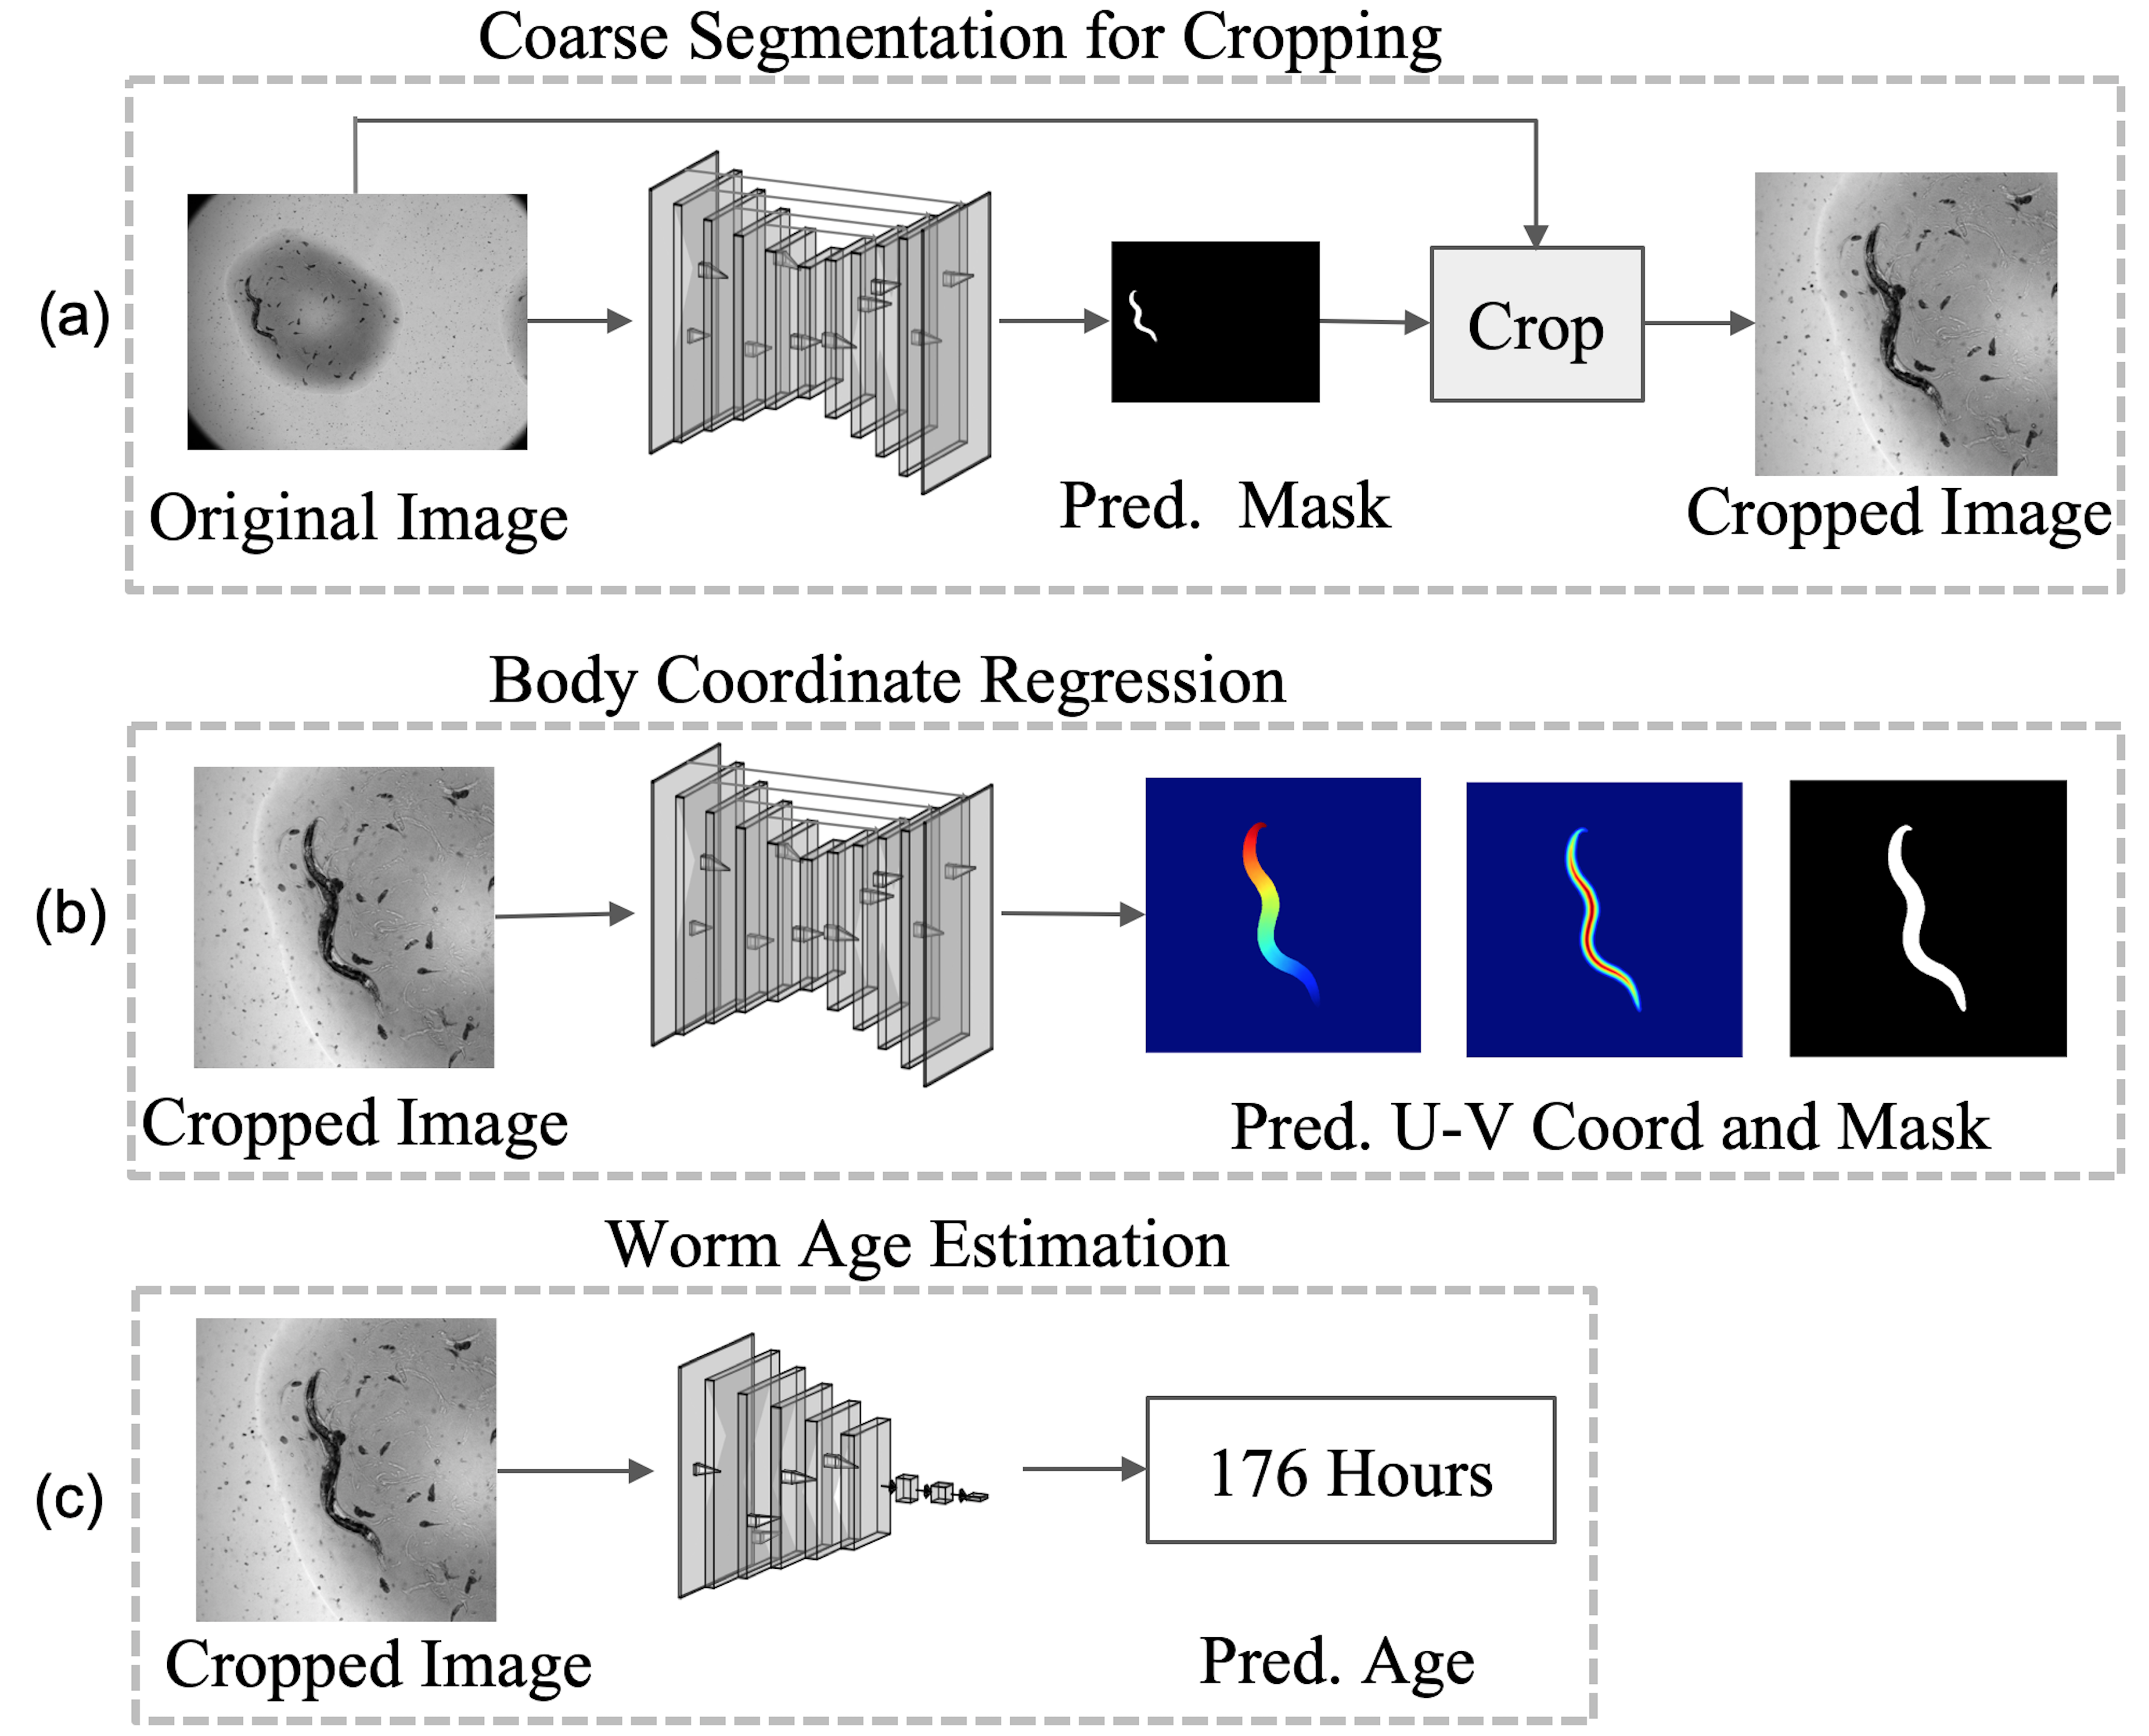 Coarse Segmentation for Cropping
(a)
Crop
Original Image
Pred. Mask
Cropped Image
Body Coordinate Regression
(b)
Cropped Image
Pred. U-V Coord and Mask
Worm Age Estimation
(c)
176 Hours
Cropped Image
Pred. Age